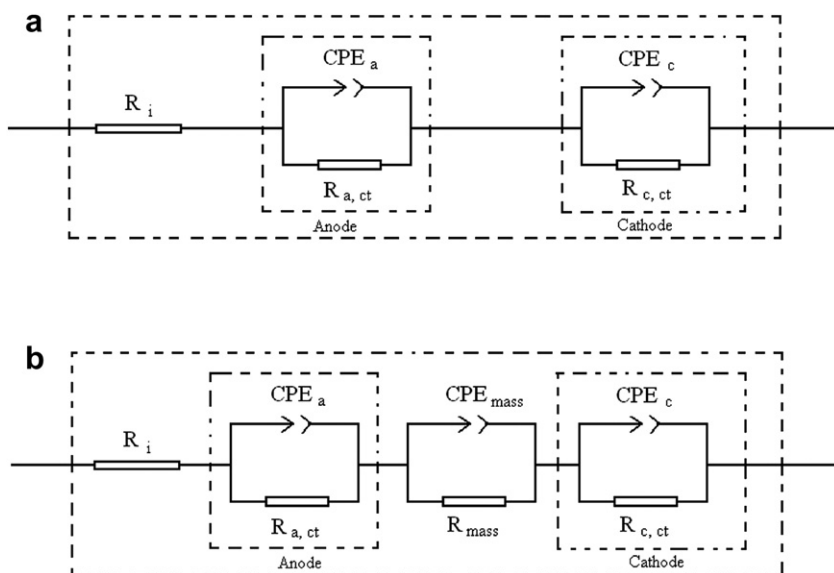 a
CPE a
CPE c
R i
R a, ct
R c, ct
Anode
Cathode
b
CPE a
CPE mass
CPE c
R i
R a, ct
R mass
R c, ct
Anode
Cathode